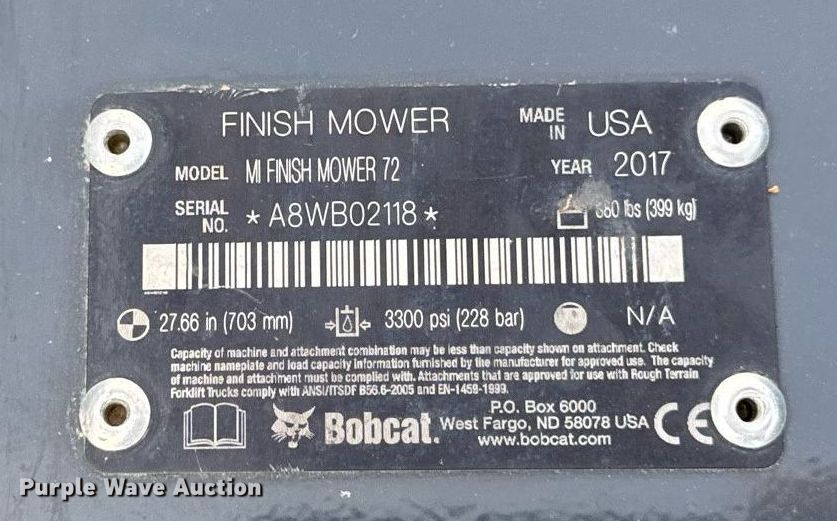 FINISH MOWER
MADE IN USA
MODEL MI FINISH MOWER 72
YEAR 2017
SERIAL NO. *A8WB02118*
880 lbs (399 kg)
27.66 in (703 mm) 3300 psi (228 bar) N/A
Capacity of machine and attachment combination may be less than capacity shown on attachment. Check
machine nameplate and load capacity information furnished by the manufacturer for approved use. The capacity
of machine and attachment must be complied with. Attachments that are approved for use with Rough Terrain
Forklift Trucks comply with ANSI/ITSDF B56.6-2005 and EN-1459-1999.
Bobcat.
P.O. Box 6000
West Fargo, ND 58078 USA
www.bobcat.com
CE
Purple Wave Auction